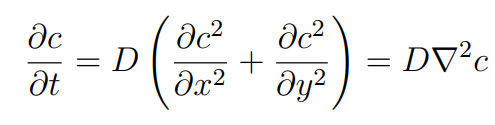 ∂c/∂t = D (∂c²/∂x² + ∂c²/∂y²) = D∇²c